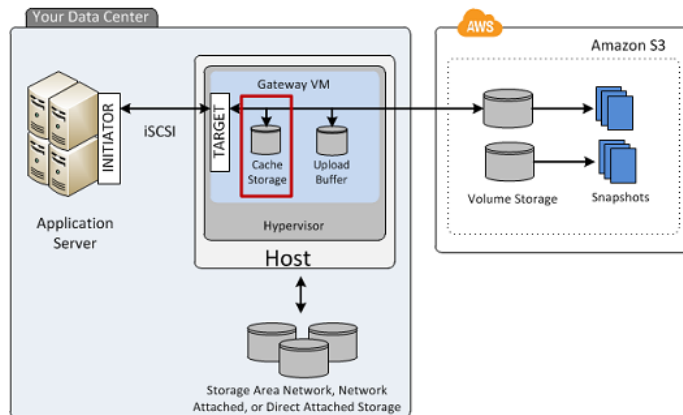 Your Data Center
AWS
Amazon S3
Gateway VM
INITIATOR
iSCSI
TARGET
Cache
Storage
Upload
Buffer
Volume Storage
Snapshots
Application
Server
Hypervisor
Host
Storage Area Network, Network
Attached, or Direct Attached Storage